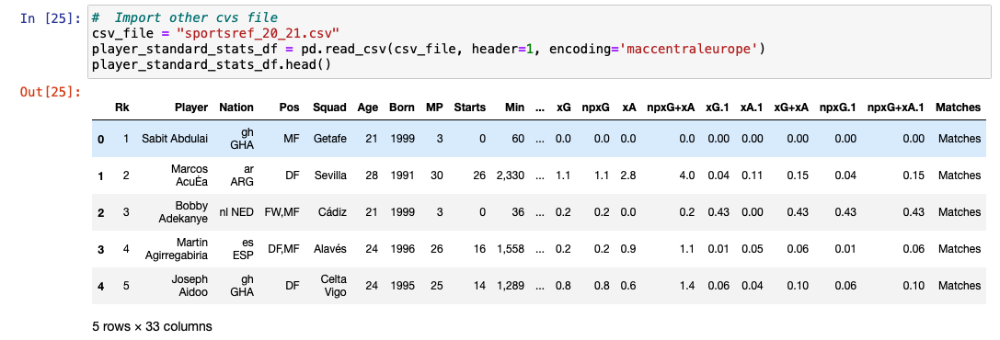 In [25]: #  Import other cvs file
csv_file = "sportsref_20_21.csv"
player_standard_stats_df = pd.read_csv(csv_file, header=1, encoding='maccentraleurope')
player_standard_stats_df.head()
Out[25]:
Rk Player Nation Pos Squad Age Born MP Starts Min ... xG npxG xA npxG+xA xG.1 xA.1 xG+xA npxG.1 npxG+xA.1 Matches
0 1 Sabit Abdulai gh GHA MF Getafe 21 1999 3 0 60 ... 0.0 0.0 0.0 0.0 0.00 0.00 0.00 0.00 0.00 Matches
1 2 Marcos AcuÉa ar ARG DF Sevilla 28 1991 30 26 2,330 ... 1.1 1.1 2.8 4.0 0.04 0.11 0.15 0.04 0.15 Matches
2 3 Bobby Adekanye nl NED FW,MF Cádiz 21 1999 3 0 36 ... 0.2 0.2 0.0 0.2 0.43 0.00 0.43 0.43 0.43 Matches
3 4 Martin Agirregabiria es ESP DF,MF Alavés 24 1996 26 16 1,558 ... 0.2 0.2 0.9 1.1 0.01 0.05 0.06 0.01 0.06 Matches
4 5 Joseph Aidoo gh GHA DF Celta Vigo 24 1995 25 14 1,289 ... 0.8 0.8 0.6 1.4 0.06 0.04 0.10 0.06 0.10 Matches
5 rows × 33 columns